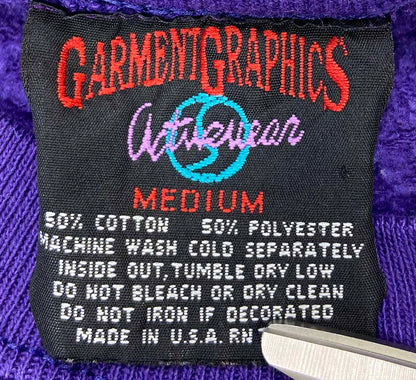 GARMENTGRAPHICS
Activewear
MEDIUM
50% COTTON 50% POLYESTER
MACHINE WASH COLD SEPARATELY
INSIDE OUT, TUMBLE DRY LOW
DO NOT BLEACH OR DRY CLEAN
DO NOT IRON IF DECORATED
MADE IN U.S.A. RN